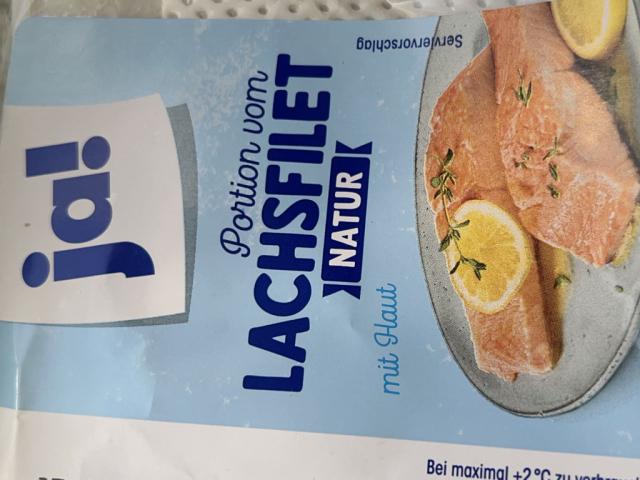 ja!
Portion vom
LACHSFILET
NATUR
mit Haut
Serviervorschlag
Bei maximal +2°C zu